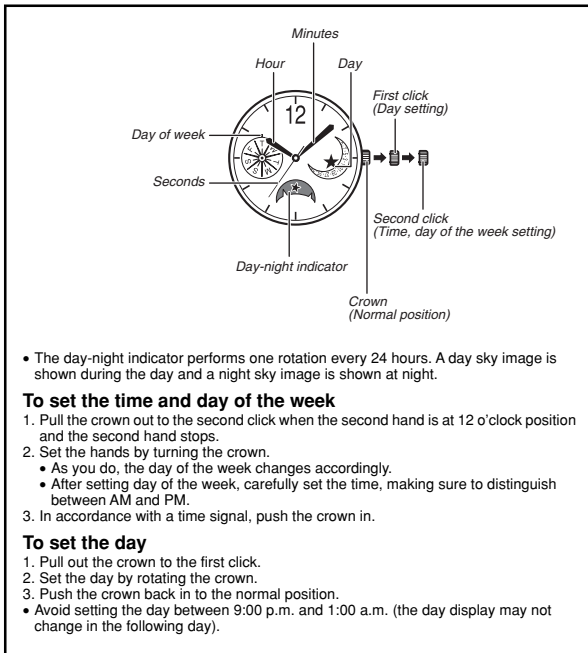 Minutes
Hour
Day
First click
(Day setting)
12
Day of week
Seconds
Second click
(Time, day of the week setting)
Day-night indicator
Crown
(Normal position)
• The day-night indicator performs one rotation every 24 hours. A day sky image is
shown during the day and a night sky image is shown at night.
To set the time and day of the week
1. Pull the crown out to the second click when the second hand is at 12 o’clock position
and the second hand stops.
2. Set the hands by turning the crown.
• As you do, the day of the week changes accordingly.
• After setting day of the week, carefully set the time, making sure to distinguish
between AM and PM.
3. In accordance with a time signal, push the crown in.
To set the day
1. Pull out the crown to the first click.
2. Set the day by rotating the crown.
3. Push the crown back in to the normal position.
• Avoid setting the day between 9:00 p.m. and 1:00 a.m. (the day display may not
change in the following day).